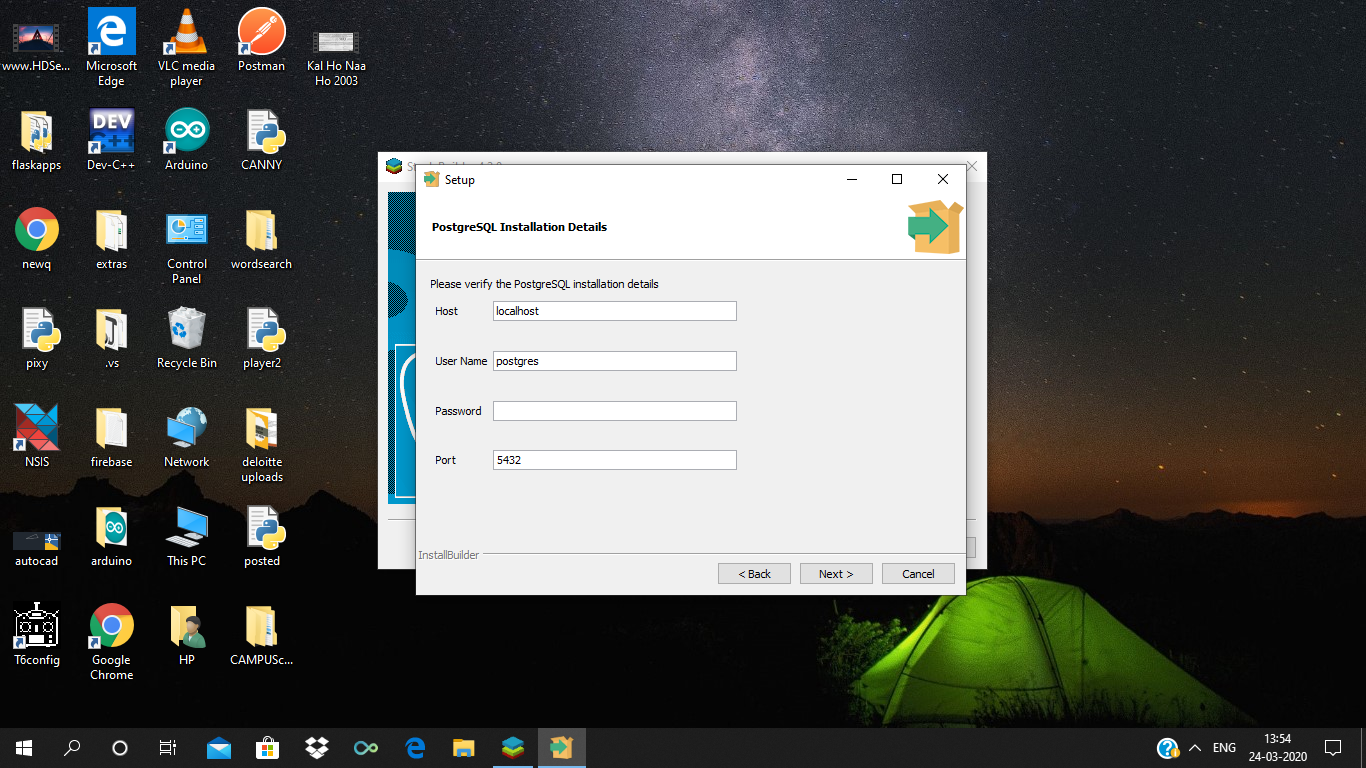 www.HDSe...
Microsoft
Edge
VLC media
player
Postman
Kal Ho Naa
Ho 2003
flaskapps
DEV
C++
Dev-C++
Arduino
CANNY
newq
extras
Control
Panel
wordsearch
pixy
.vs
Recycle Bin
player2
NSIS
firebase
Network
deloitte
uploads
autocad
arduino
This PC
posted
T6config
Google
Chrome
HP
CAMPUSc...
Setup
PostgreSQL Installation Details
Please verify the PostgreSQL installation details
Host
localhost
User Name
postgres
Password
Port
5432
InstallBuilder
< Back
Next >
Cancel
ENG
13:54
24-03-2020